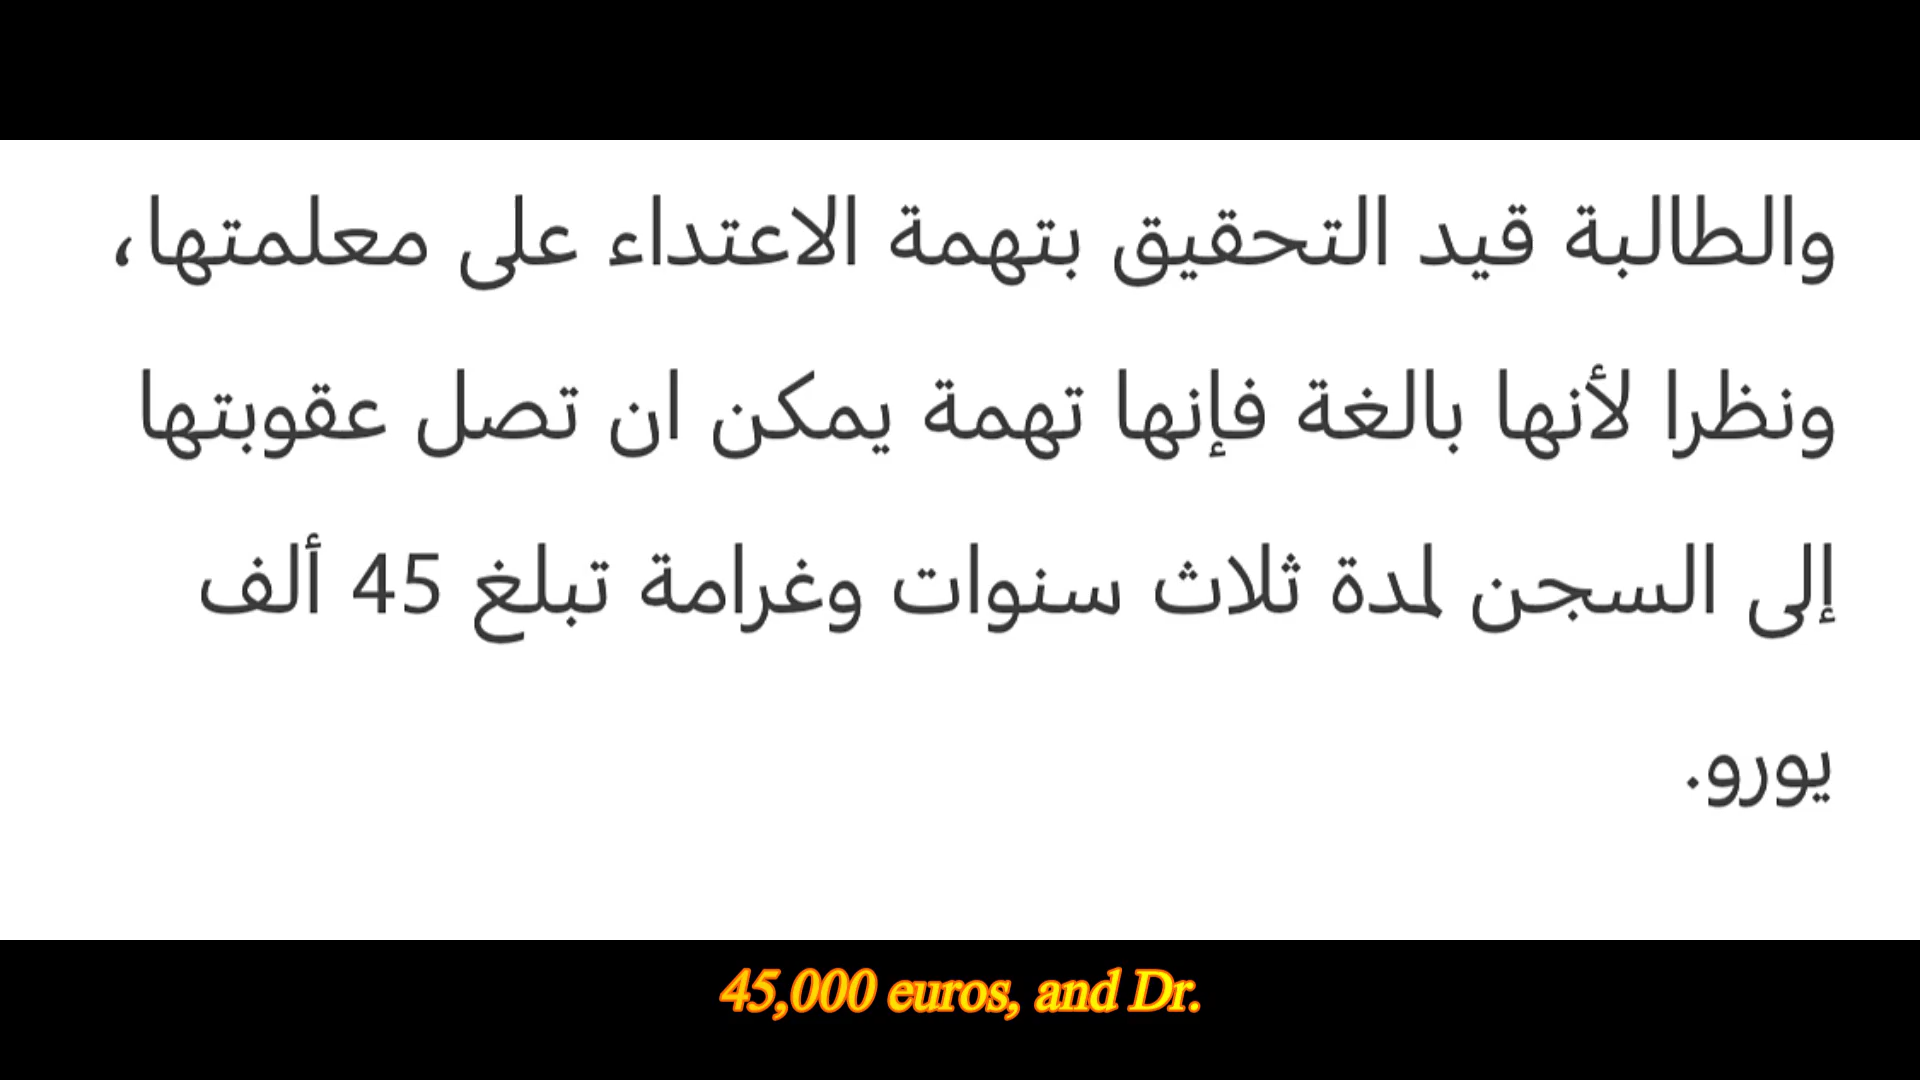 والطالبة قيد التحقيق بتهمة الاعتداء على معلمتها،
ونظرا لأنها بالغة فإنها تهمة يمكن ان تصل عقوبتها
إلى السجن لمدة ثلاث سنوات وغرامة تبلغ 45 ألف
يورو.
45,000 euros, and Dr.